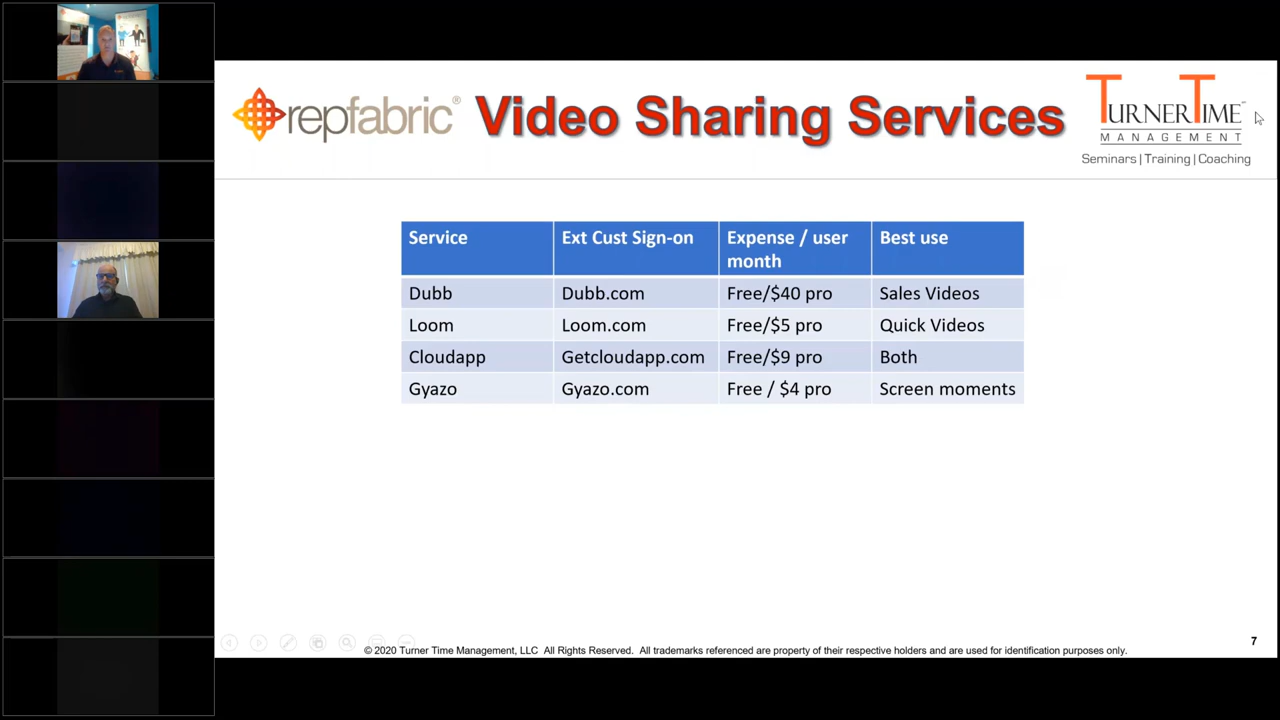 repfabric® Video Sharing Services
TURNERTIME
MANAGEMENT
Seminars | Training | Coaching
Service Ext Cust Sign-on Expense / user month Best use
Dubb Dubb.com Free/$40 pro Sales Videos
Loom Loom.com Free/$5 pro Quick Videos
Cloudapp Getcloudapp.com Free/$9 pro Both
Gyazo Gyazo.com Free / $4 pro Screen moments
7
© 2020 Turner Time Management, LLC All Rights Reserved. All trademarks referenced are property of their respective holders and are used for identification purposes only.